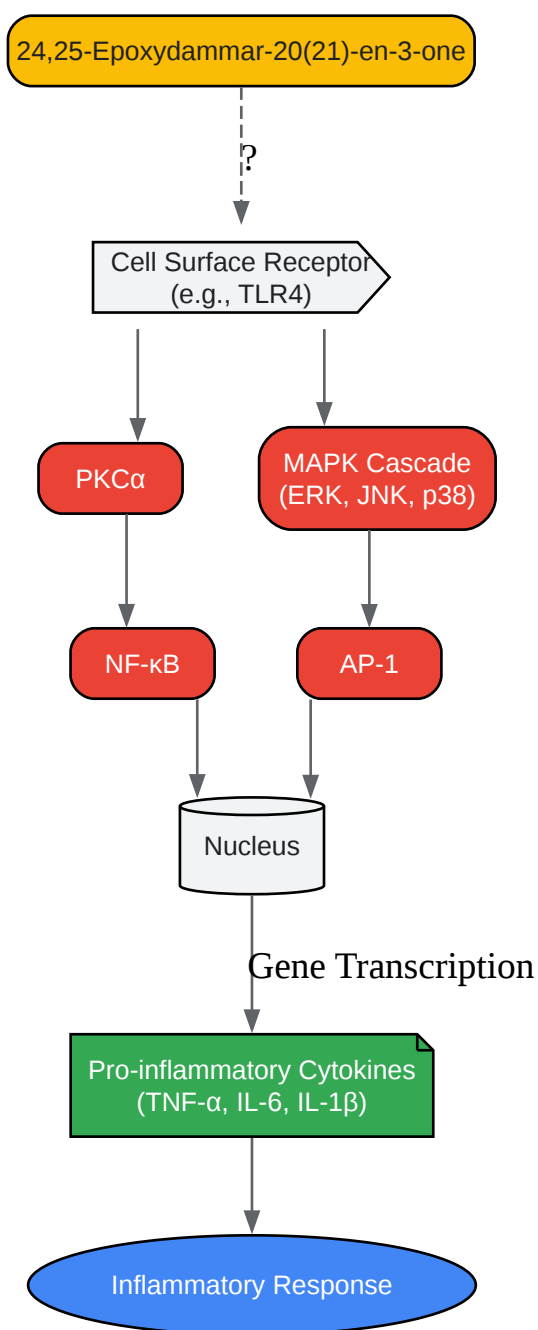 24,25-Epoxydammar-20(21)-en-3-one
?
Cell Surface Receptor
(e.g., TLR4)
PKCα
MAPK Cascade
(ERK, JNK, p38)
NF-κB
AP-1
Nucleus
Gene Transcription
Pro-inflammatory Cytokines
(TNF-α, IL-6, IL-1β)
Inflammatory Response